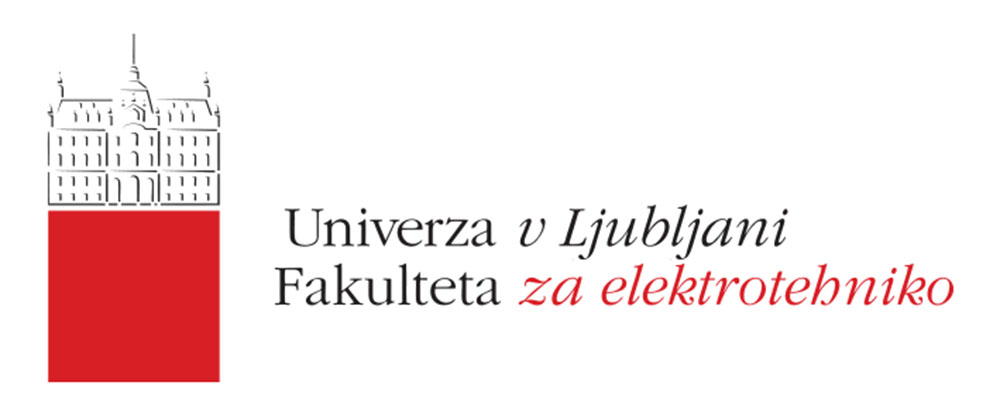 Univerza v Ljubljani
Fakulteta za elektrotehniko